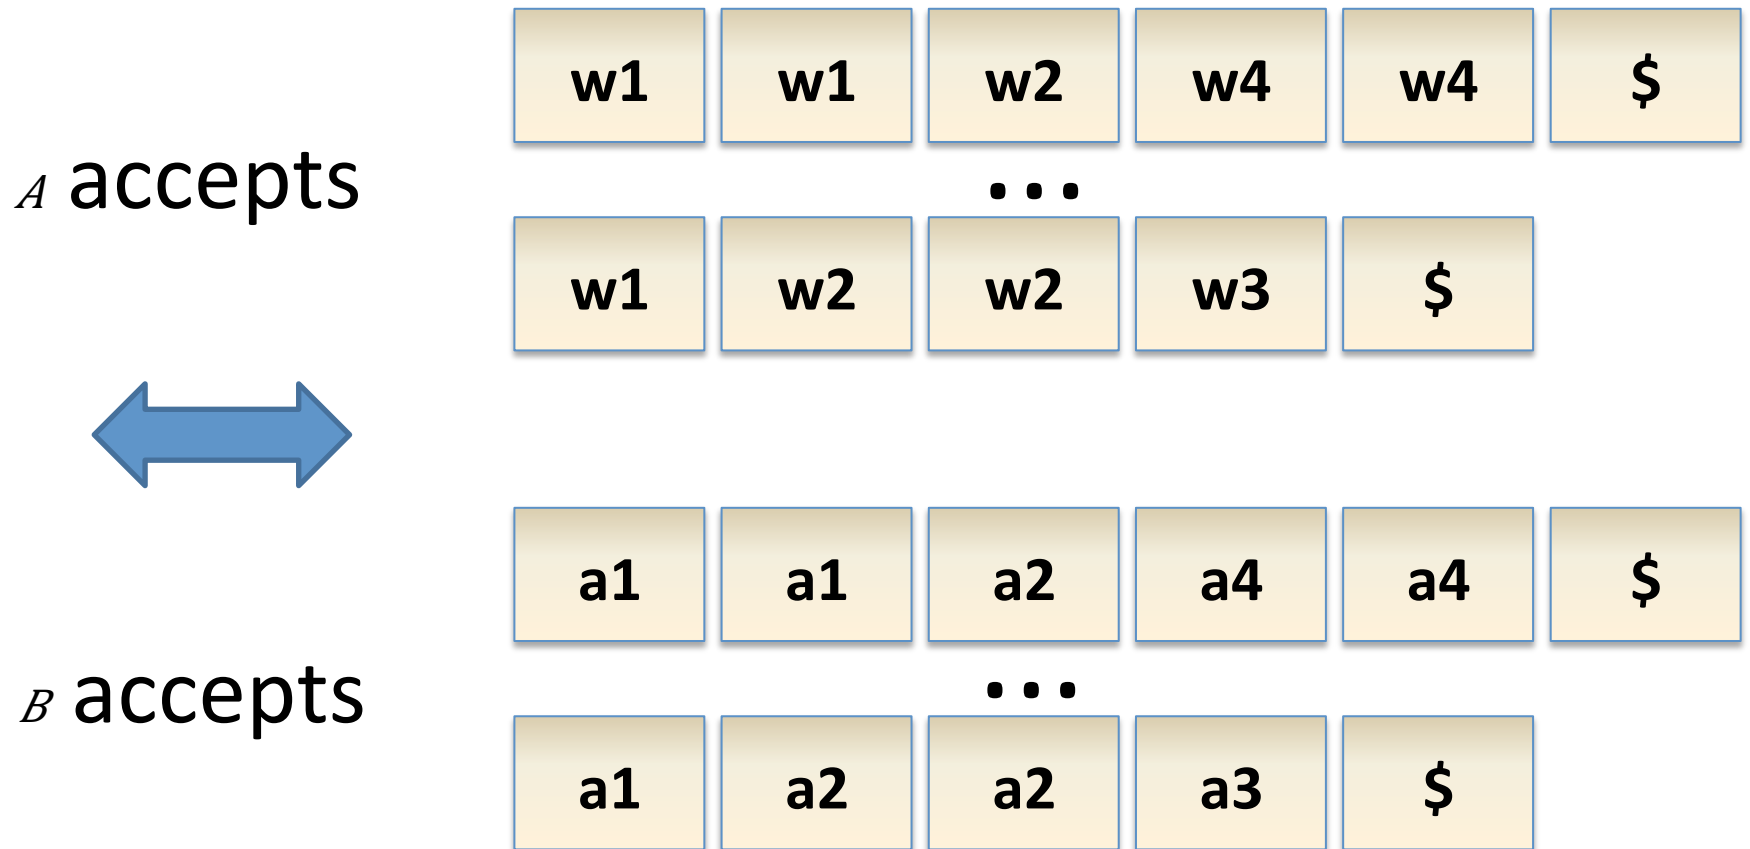 w1 w1 w2 w4 w4 $
A accepts
...
w1 w2 w2 w3 $
a1 a1 a2 a4 a4 $
B accepts
...
a1 a2 a2 a3 $